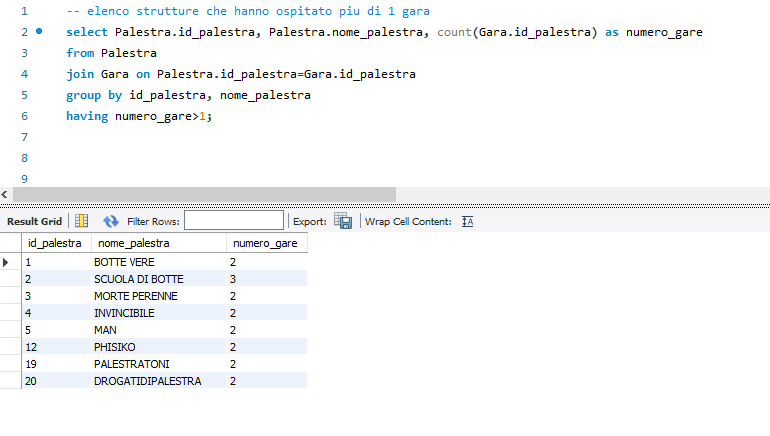 1 -- elenco strutture che hanno ospitato piu di 1 gara
2 select Palestra.id_palestra, Palestra.nome_palestra, count(Gara.id_palestra) as numero_gare
3 from Palestra
4 join Gara on Palestra.id_palestra=Gara.id_palestra
5 group by id_palestra, nome_palestra
6 having numero_gare>1;
7
8
9
Result Grid Filter Rows: Export: Wrap Cell Content:
id_palestra nome_palestra numero_gare
1 BOTTE VERE 2
2 SCUOLA DI BOTTE 3
3 MORTE PERENNE 2
4 INVINCIBILE 2
5 MAN 2
12 PHISIKO 2
19 PALESTRATONI 2
20 DROGATIDIPALESTRA 2